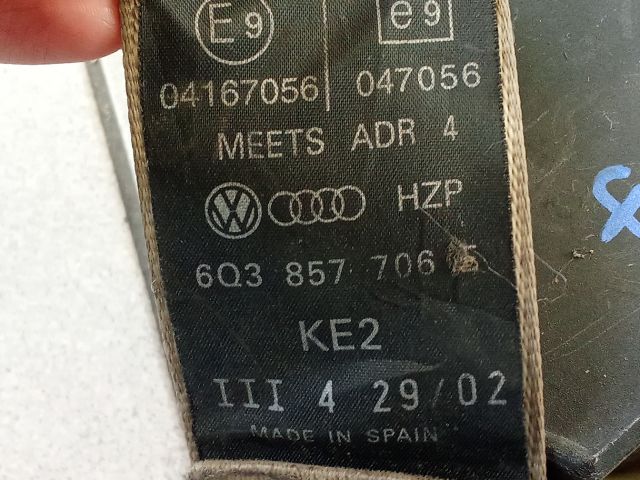 E9 e9
04167056 047056
MEETS ADR 4
HZP
6Q3 857 706
KE2
III 4 29/02
MADE IN SPAIN